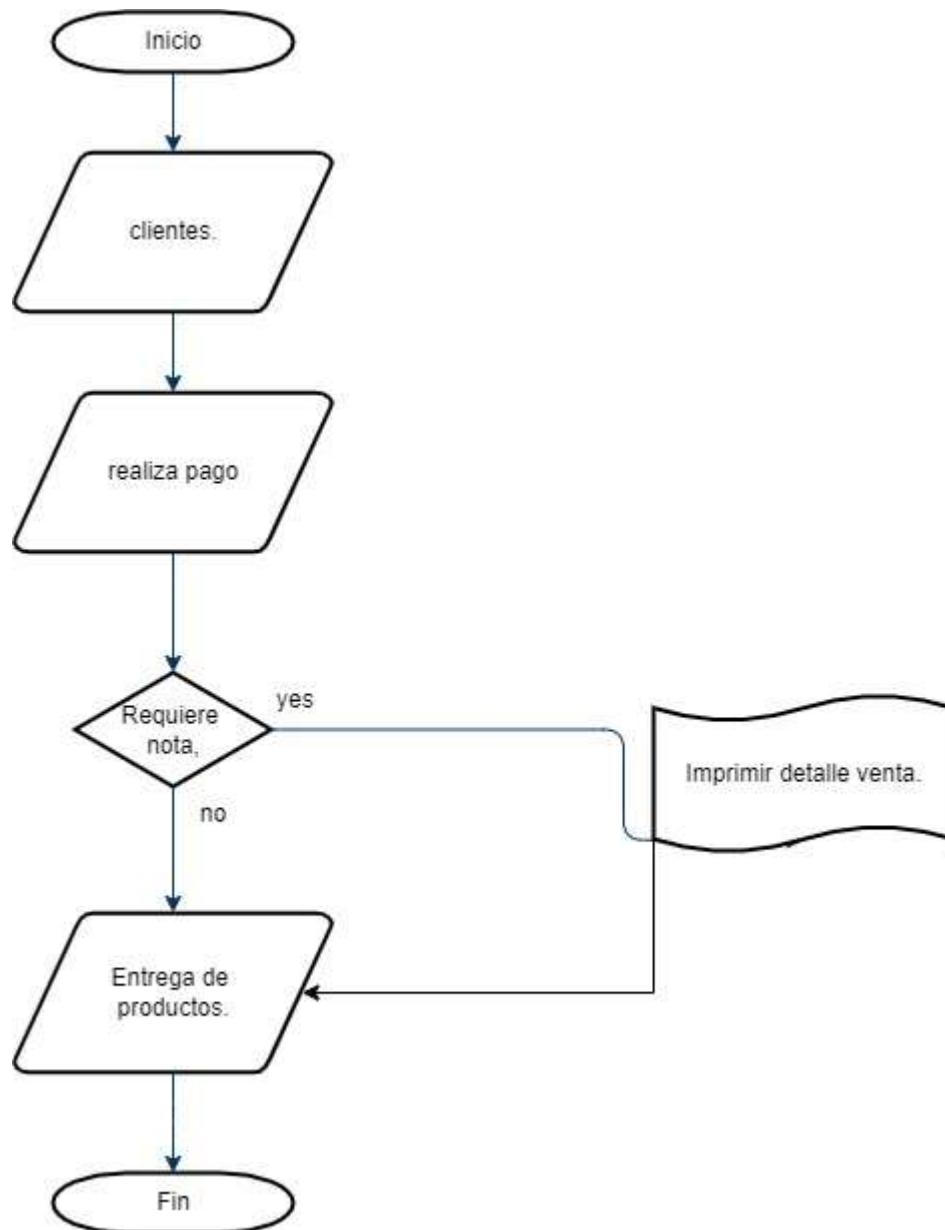 Inicio
clientes.
realiza pago
Requiere
nota,
yes
no
Imprimir detalle venta.
Entrega de
productos.
Fin